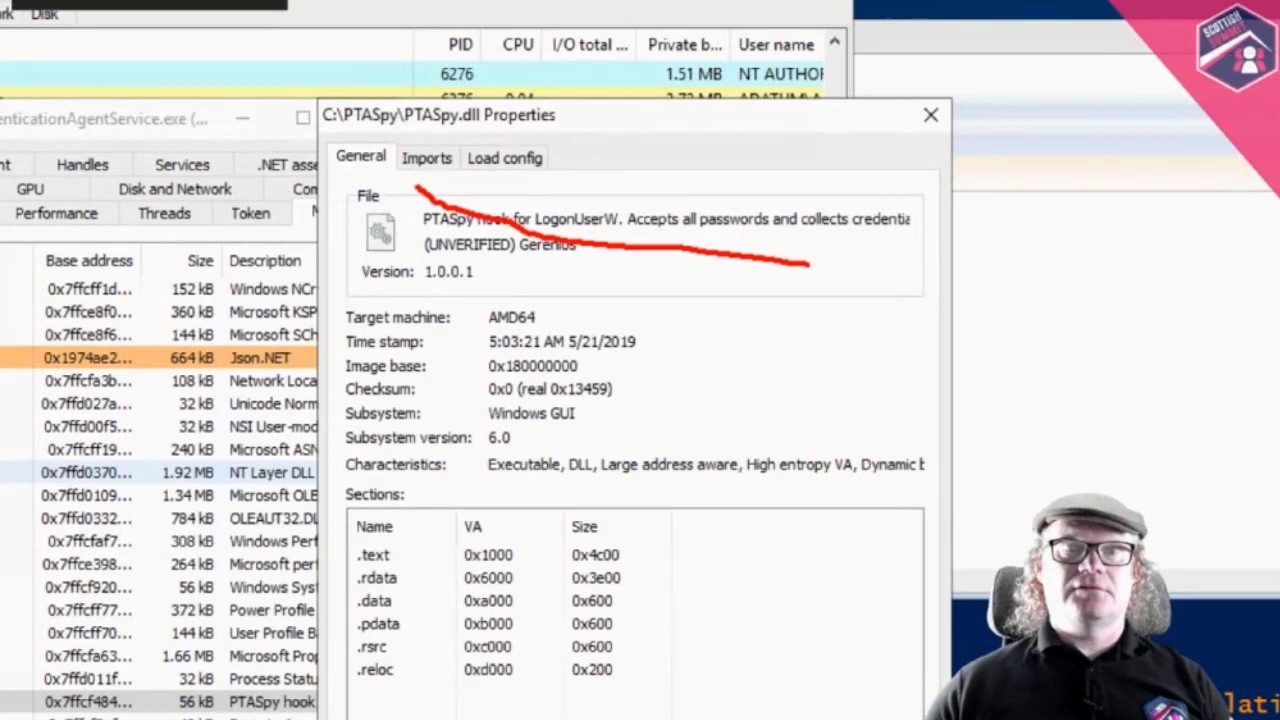 Disk
PID CPU I/O total ... Private b... User name
6276 1.51 MB NT AUTHOR
C:\PTASpy\PTASpy.dll Properties
enticationAgentService.exe (...
General Imports Load config
Handles Services .NET asse
GPU Disk and Network
Performance Threads Token
File
PTASpy hook for LogonUserW. Accepts all passwords and collects credentia
(UNVERIFIED) Gerenios
Version: 1.0.0.1
Base address Size Description
0x7ffcff1d... 152 kB Windows NCr
0x7ffce8f0... 360 kB Microsoft KSP
0x7ffce8f6... 144 kB Microsoft SCh
0x1974ae2... 664 kB Json.NET
0x7ffcfa3b... 108 kB Network Loca
0x7ffd027a... 32 kB Unicode Norm
0x7ffd00f5... 32 kB NSI User-mod
0x7ffcff19... 240 kB Microsoft ASN
0x7ffd0370... 1.92 MB NT Layer DLL
0x7ffd0109... 1.34 MB Microsoft OLE
0x7ffd0332... 784 kB OLEAUT32.DL
0x7ffcfaf7... 308 kB Windows Perf
0x7ffce398... 264 kB Microsoft perf
0x7ffcf920... 56 kB Windows Syst
0x7ffcff77... 372 kB Power Profile
0x7ffcff70... 144 kB User Profile B
0x7ffcfa63... 1.66 MB Microsoft Prop
0x7ffd011f... 32 kB Process Statu
0x7ffcf484... 56 kB PTASpy hook
Target machine: AMD64
Time stamp: 5:03:21 AM 5/21/2019
Image base: 0x180000000
Checksum: 0x0 (real 0x13459)
Subsystem: Windows GUI
Subsystem version: 6.0
Characteristics: Executable, DLL, Large address aware, High entropy VA, Dynamic b
Sections:
Name VA Size
.text 0x1000 0x4c00
.rdata 0x6000 0x3e00
.data 0xa000 0x600
.pdata 0xb000 0x600
.rsrc 0xc000 0x600
.reloc 0xd000 0x200
SCOTTISH
SUMMIT
lati